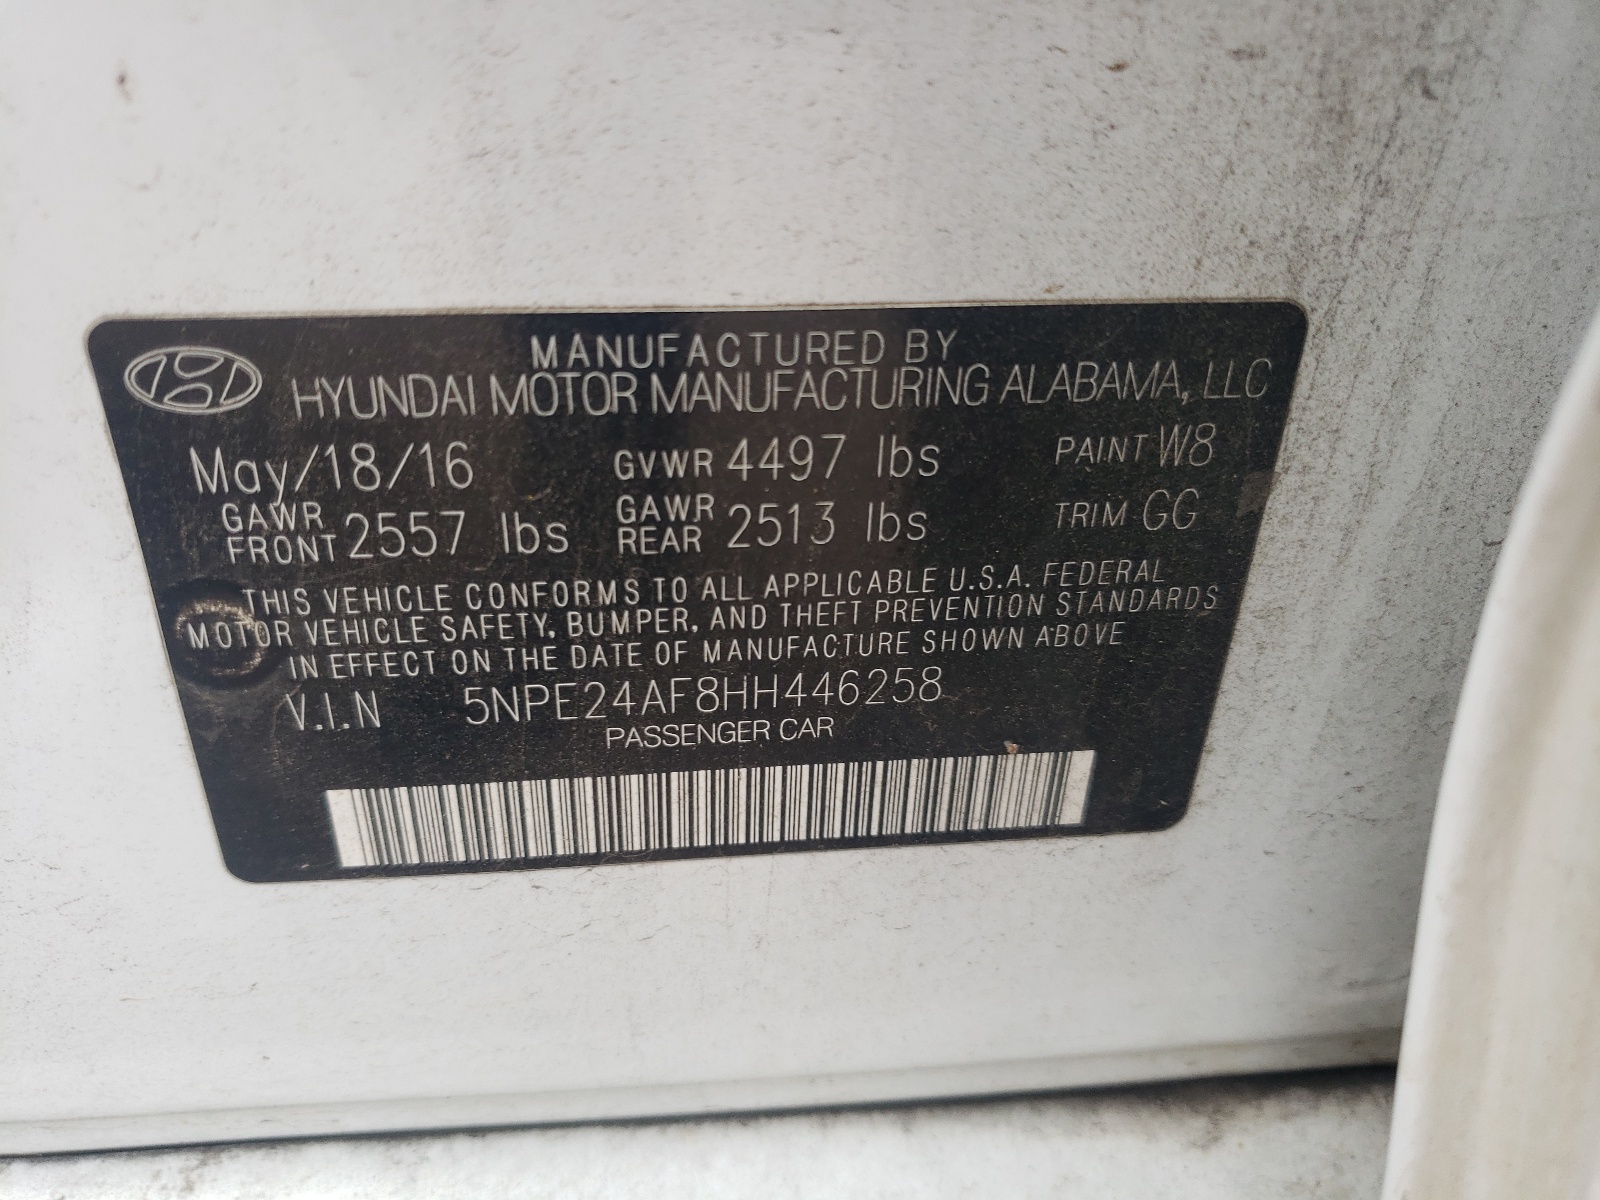 MANUFACTURED BY
HYUNDAI MOTOR MANUFACTURING ALABAMA, LLC
May/18/16 GVWR 4497 lbs PAINT W8
GAWR FRONT 2557 lbs GAWR REAR 2513 lbs TRIM GG
THIS VEHICLE CONFORMS TO ALL APPLICABLE U.S.A. FEDERAL
MOTOR VEHICLE SAFETY, BUMPER, AND THEFT PREVENTION STANDARDS
IN EFFECT ON THE DATE OF MANUFACTURE SHOWN ABOVE
V.I.N 5NPE24AF8HH446258
PASSENGER CAR